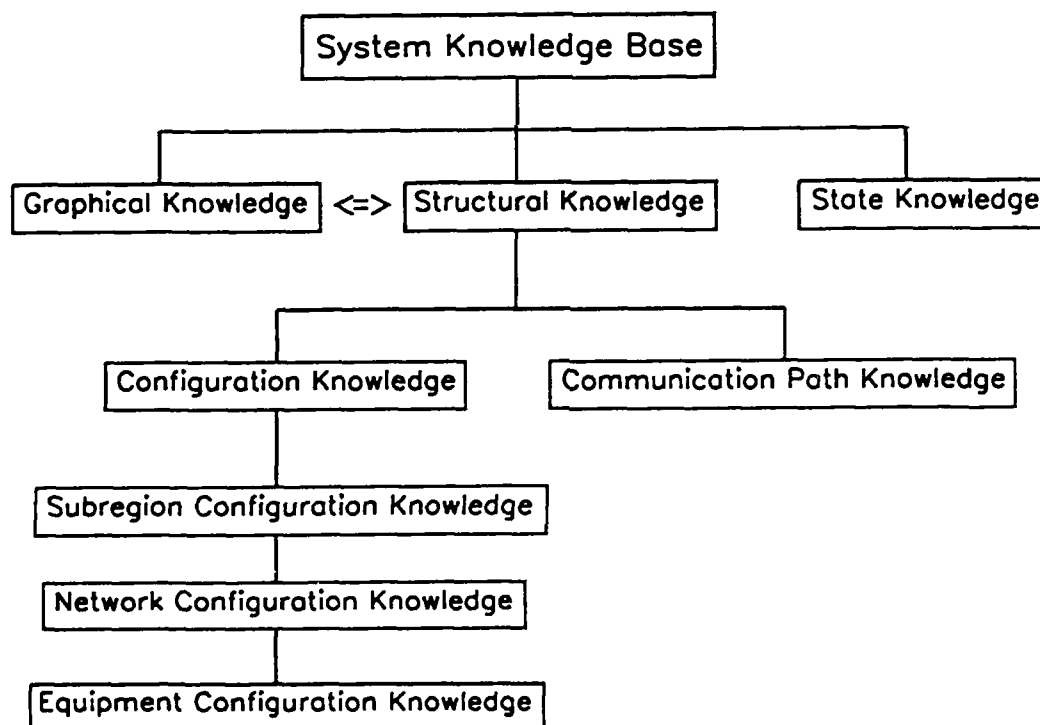 System Knowledge Base
Graphical Knowledge <=> Structural Knowledge State Knowledge
Configuration Knowledge Communication Path Knowledge
Subregion Configuration Knowledge
Network Configuration Knowledge
Equipment Configuration Knowledge